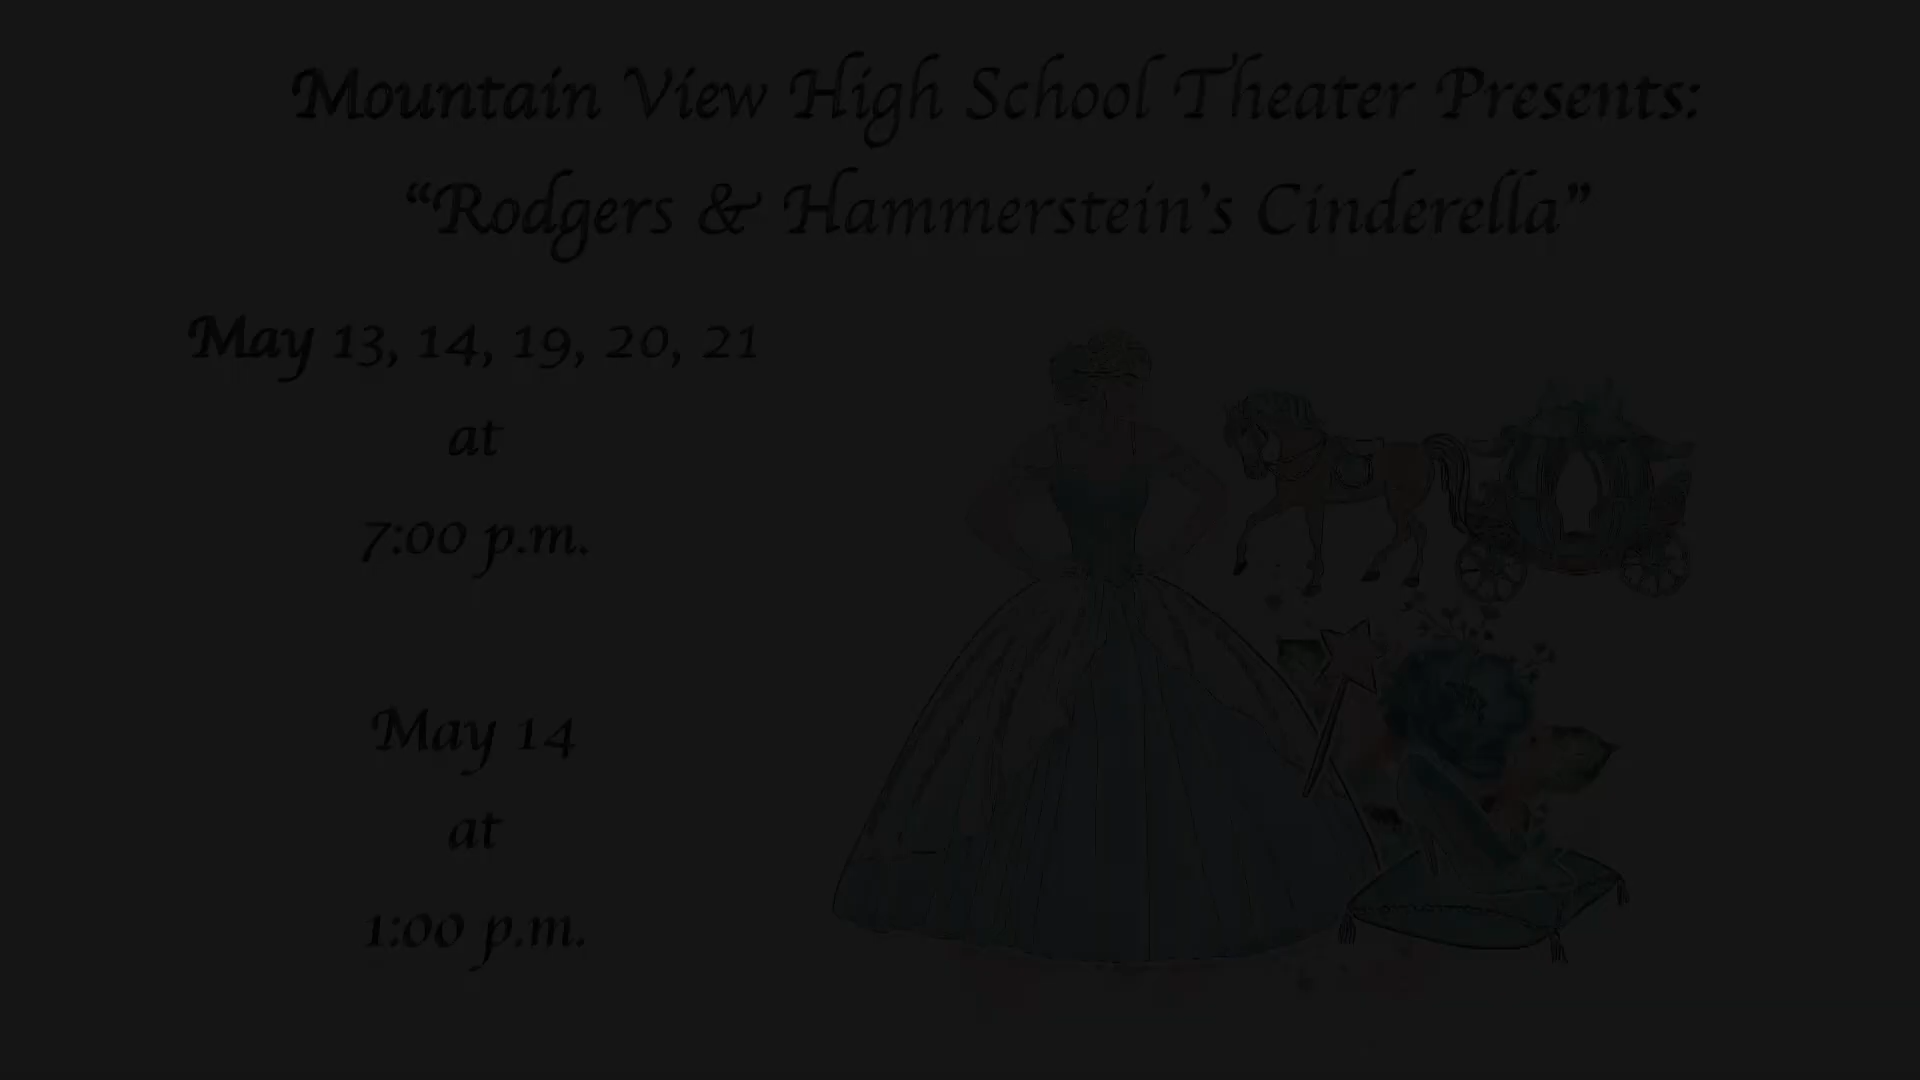 Mountain View High School Theater Presents:
“Rodgers & Hammerstein’s Cinderella”
May 13, 14, 19, 20, 21
at
7:00 p.m.
May 14
at
1:00 p.m.